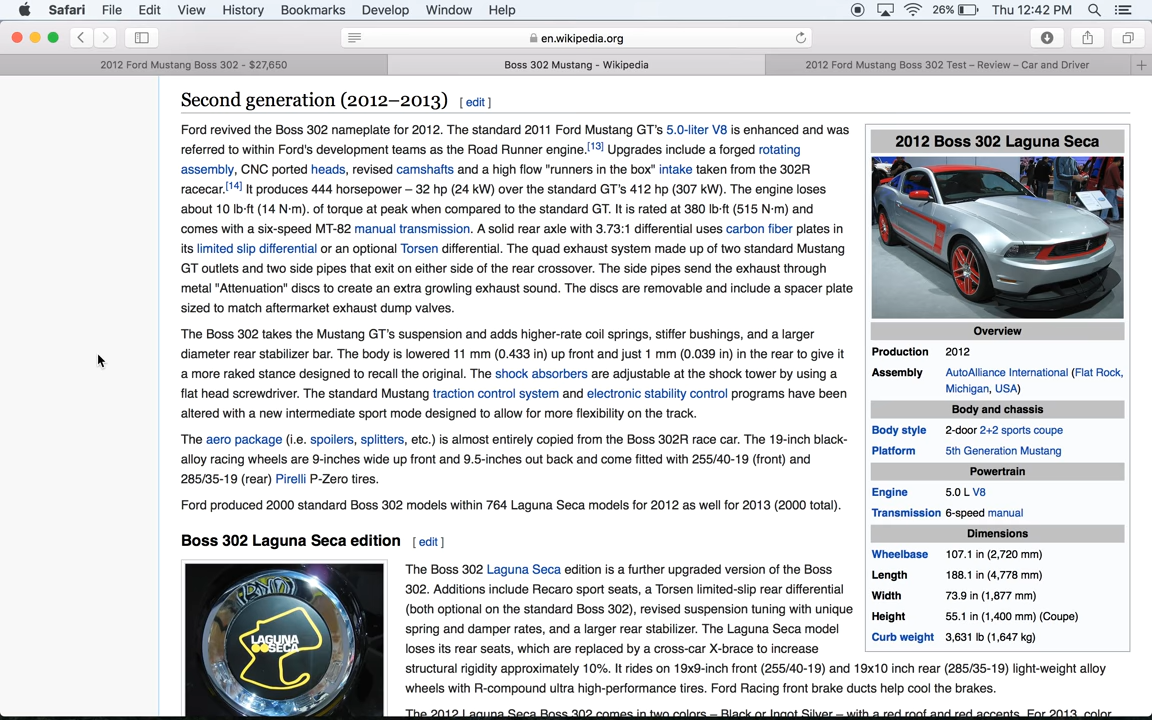 Safari File Edit View History Bookmarks Develop Window Help 26% Thu 12:42 PM
en.wikipedia.org
2012 Ford Mustang Boss 302 - $27,650
Boss 302 Mustang - Wikipedia
2012 Ford Mustang Boss 302 Test – Review – Car and Driver
Second generation (2012–2013) [ edit ]
Ford revived the Boss 302 nameplate for 2012. The standard 2011 Ford Mustang GT's 5.0-liter V8 is enhanced and was
referred to within Ford's development teams as the Road Runner engine.[13] Upgrades include a forged rotating
assembly, CNC ported heads, revised camshafts and a high flow "runners in the box" intake taken from the 302R
racecar.[14] It produces 444 horsepower – 32 hp (24 kW) over the standard GT's 412 hp (307 kW). The engine loses
about 10 lb·ft (14 N·m). of torque at peak when compared to the standard GT. It is rated at 380 lb·ft (515 N·m) and
comes with a six-speed MT-82 manual transmission. A solid rear axle with 3.73:1 differential uses carbon fiber plates in
its limited slip differential or an optional Torsen differential. The quad exhaust system made up of two standard Mustang
GT outlets and two side pipes that exit on either side of the rear crossover. The side pipes send the exhaust through
metal "Attenuation" discs to create an extra growling exhaust sound. The discs are removable and include a spacer plate
sized to match aftermarket exhaust dump valves.
The Boss 302 takes the Mustang GT's suspension and adds higher-rate coil springs, stiffer bushings, and a larger
diameter rear stabilizer bar. The body is lowered 11 mm (0.433 in) up front and just 1 mm (0.039 in) in the rear to give it
a more raked stance designed to recall the original. The shock absorbers are adjustable at the shock tower by using a
flat head screwdriver. The standard Mustang traction control system and electronic stability control programs have been
altered with a new intermediate sport mode designed to allow for more flexibility on the track.
The aero package (i.e. spoilers, splitters, etc.) is almost entirely copied from the Boss 302R race car. The 19-inch black-
alloy racing wheels are 9-inches wide up front and 9.5-inches out back and come fitted with 255/40-19 (front) and
285/35-19 (rear) Pirelli P-Zero tires.
Ford produced 2000 standard Boss 302 models within 764 Laguna Seca models for 2012 as well for 2013 (2000 total).
2012 Boss 302 Laguna Seca
Overview
Production 2012
Assembly AutoAlliance International (Flat Rock,
Michigan, USA)
Body and chassis
Body style 2-door 2+2 sports coupe
Platform 5th Generation Mustang
Powertrain
Engine 5.0 L V8
Transmission 6-speed manual
Dimensions
Wheelbase 107.1 in (2,720 mm)
Length 188.1 in (4,778 mm)
Width 73.9 in (1,877 mm)
Height 55.1 in (1,400 mm) (Coupe)
Curb weight 3,631 lb (1,647 kg)
Boss 302 Laguna Seca edition [ edit ]
LAGUNA
SECA
The Boss 302 Laguna Seca edition is a further upgraded version of the Boss
302. Additions include Recaro sport seats, a Torsen limited-slip rear differential
(both optional on the standard Boss 302), revised suspension tuning with unique
spring and damper rates, and a larger rear stabilizer. The Laguna Seca model
loses its rear seats, which are replaced by a cross-car X-brace to increase
structural rigidity approximately 10%. It rides on 19x9-inch front (255/40-19) and 19x10 inch rear (285/35-19) light-weight alloy
wheels with R-compound ultra high-performance tires. Ford Racing front brake ducts help cool the brakes.
The 2012 Laguna Seca Boss 302 comes in two colors – Black or Ingot Silver – with a red roof and red accents. For 2013, color